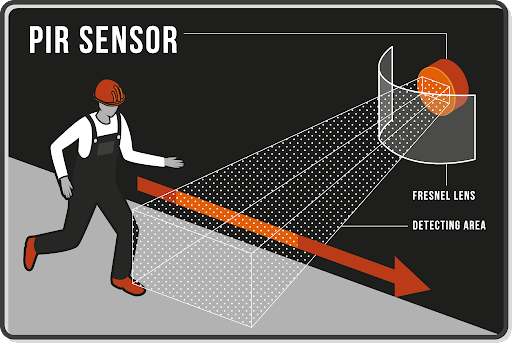 PIR SENSOR
FRESNEL LENS
DETECTING AREA